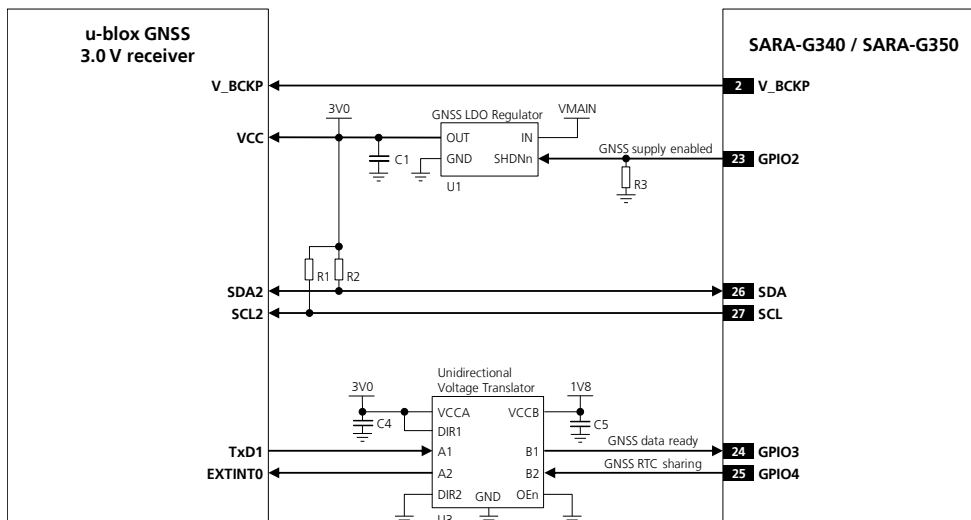 u-blox GNSS
3.0 V receiver
SARA-G340 / SARA-G350
V_BCKP
2 V_BCKP
3V0
GNSS LDO Regulator
VMAIN
VCC
OUT
IN
GNSS supply enabled
GND
SHDNn
23 GPIO2
C1
U1
R3
R1
R2
SDA2
26 SDA
SCL2
27 SCL
Unidirectional
Voltage Translator
3V0
1V8
VCCA
VCCB
C4
C5
DIR1
GNSS data ready
TxD1
A1
B1
24 GPIO3
GNSS RTC sharing
EXTINT0
A2
B2
25 GPIO4
DIR2
GND
OEn
U3